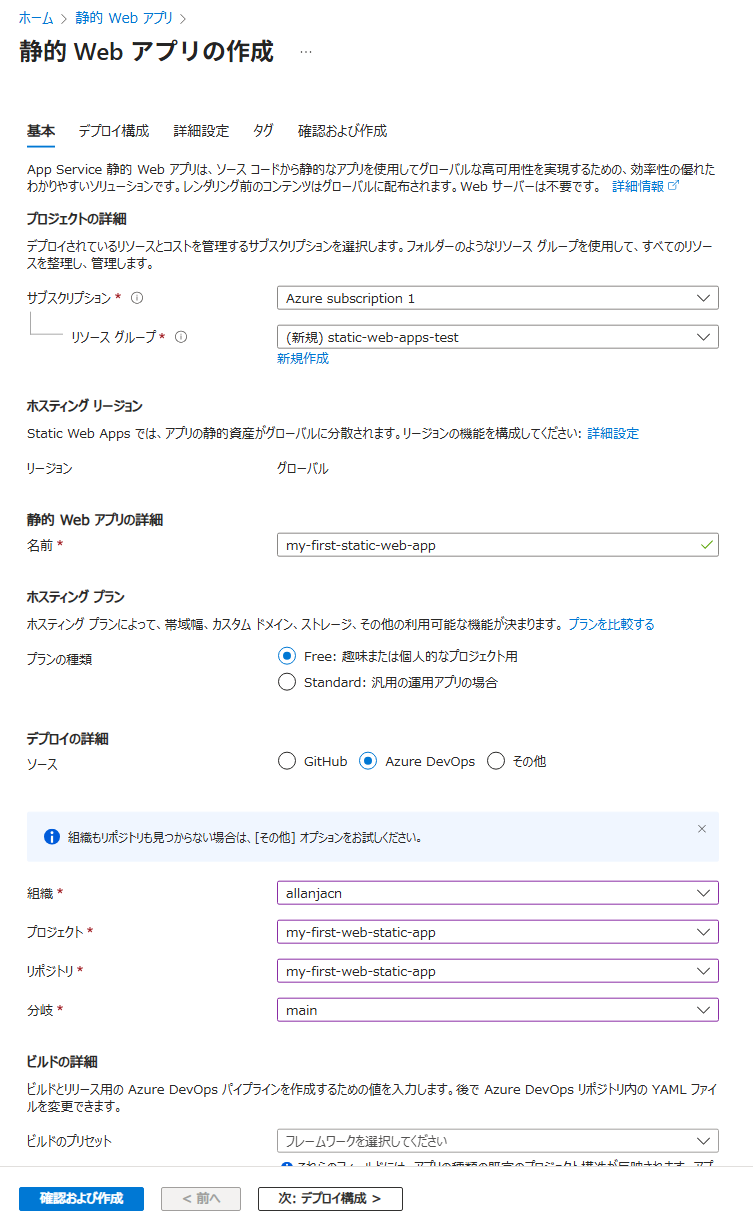 ホーム > 静的 Web アプリ >
静的 Web アプリの作成 ...
基本 デプロイ構成 詳細設定 タグ 確認および作成
App Service 静的 Web アプリは、ソース コードから静的なアプリを使用してグローバルな高可用性を実現するための、効率性の優れた
わかりやすいソリューションです。レンダリング前のコンテンツはグローバルに配布されます。Web サーバーは不要です。 詳細情報
プロジェクトの詳細
デプロイされているリソースとコストを管理するサブスクリプションを選択します。フォルダーのようなリソース グループを使用して、すべてのリソー
スを整理し、管理します。
サブスクリプション * Azure subscription 1
リソース グループ * (新規) static-web-apps-test
新規作成
ホスティング リージョン
Static Web Apps では、アプリの静的資産がグローバルに分散されます。リージョンの機能を構成してください: 詳細設定
リージョン グローバル
静的 Web アプリの詳細
名前 * my-first-static-web-app
ホスティング プラン
ホスティング プランによって、帯域幅、カスタム ドメイン、ストレージ、その他の利用可能な機能が決まります。 プランを比較する
プランの種類 Free: 趣味または個人的なプロジェクト用
Standard: 汎用の運用アプリの場合
デプロイの詳細
ソース GitHub Azure DevOps その他
組織もリポジトリも見つからない場合は、[その他] オプションをお試しください。
組織 * allanjacn
プロジェクト * my-first-web-static-app
リポジトリ * my-first-web-static-app
分岐 * main
ビルドの詳細
ビルドとリリース用の Azure DevOps パイプラインを作成するための値を入力します。後で Azure DevOps リポジトリ内の YAML ファイ
ルを変更できます。
ビルドのプリセット フレームワークを選択してください
確認および作成 < 前へ 次: デプロイ構成 >